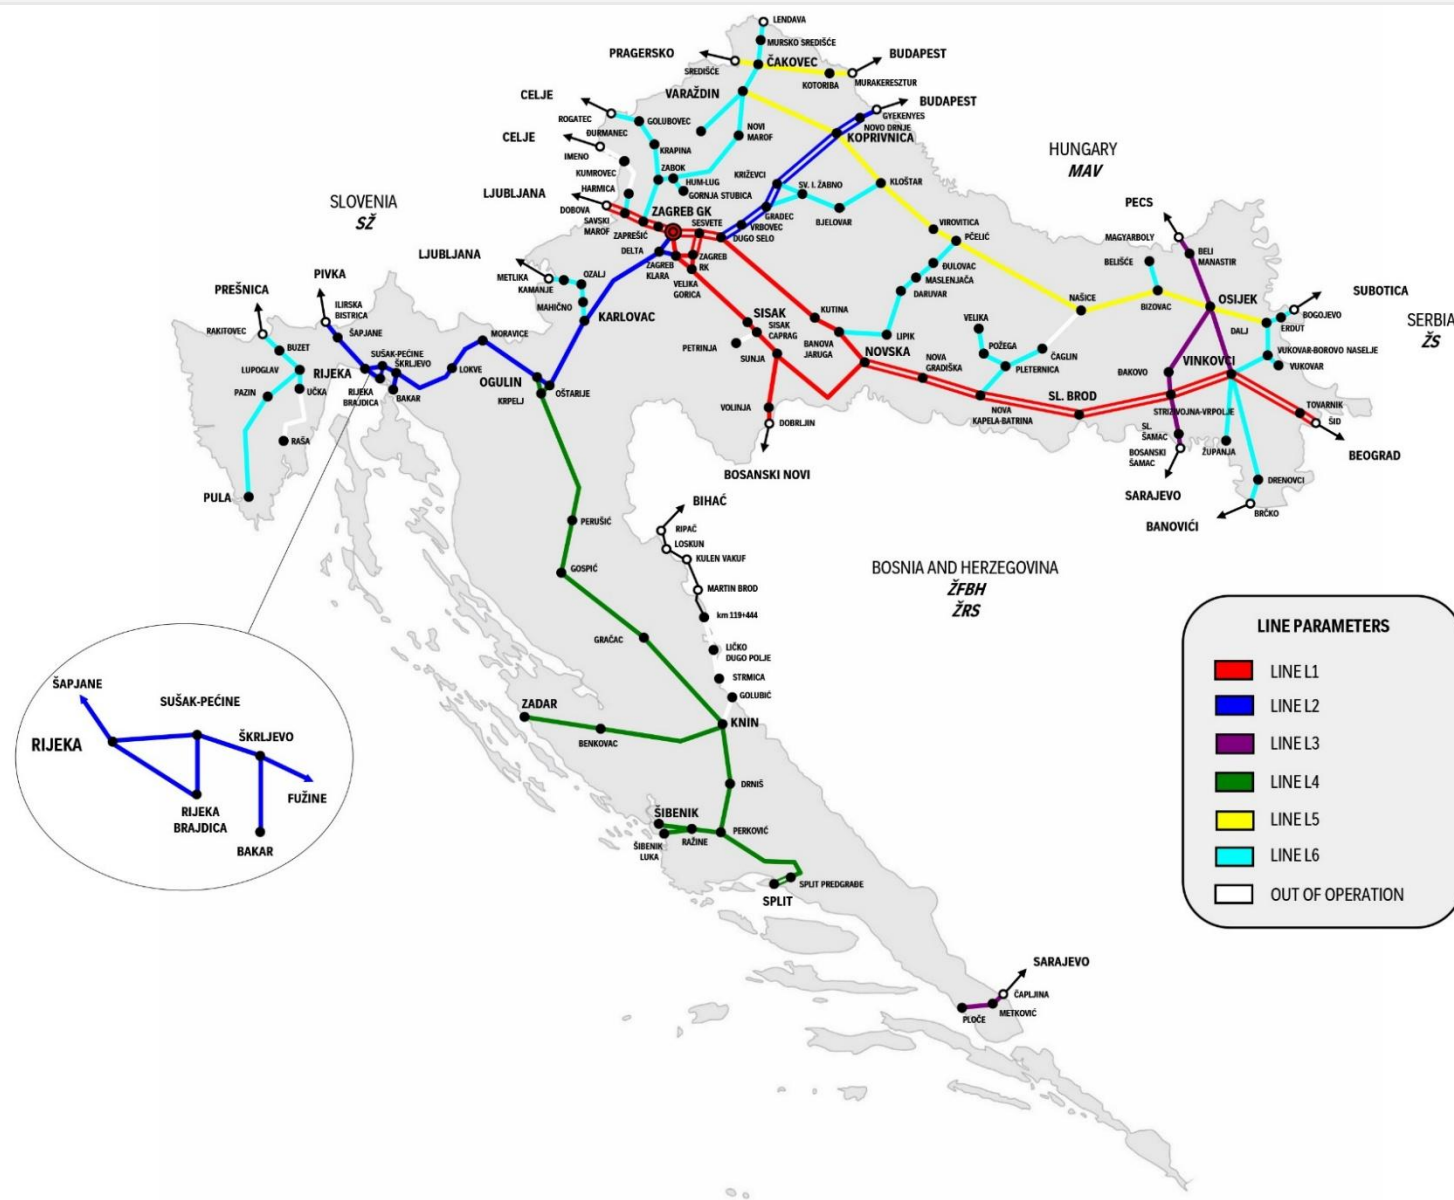 LENDAVA
MURSKO SREDIŠĆE
PRAGERSKO
BUDAPEST
SREDIŠĆE
ČAKOVEC
KOTORIBA
MURAKERESZTUR
CELJE
VARAŽDIN
BUDAPEST
ROGATEC
GOLUBOVEC
GYEKENYES
NOVO DRNJE
ĐURMANEC
NOVI
MAROF
KOPRIVNICA
CELJE
KRAPINA
IMENO
HUNGARY
MAV
KUMROVEC
ZABOK
KRIŽEVCI
HUM-LUG
SV. I. ŽABNO
KLOŠTAR
HARMICA
GORNJA STUBICA
LJUBLJANA
SLOVENIA
SŽ
DOBOVA
ZAGREB GK
GRADEC
BJELOVAR
PECS
SAVSKI
MAROF
SESVETE
VRBOVEC
VIROVITICA
ZAPREŠIĆ
DUGO SELO
PČELIĆ
MAGYARBOLY
DELTA
ZAGREB
RK
BELI
MANASTIR
LJUBLJANA
ZAGREB
KLARA
ĐULOVAC
BELIŠĆE
METLIKA
OZALJ
MASLENJAČA
PIVKA
KAMANJE
VELIKA
GORICA
DARUVAR
PREŠNICA
MAHIČNO
NAŠICE
BIZOVAC
OSIJEK
SUBOTICA
ILIRSKA
BISTRICA
KARLOVAC
SISAK
KUTINA
VELIKA
BOGOJEVO
SERBIA
ŽS
RAKITOVEC
ŠAPJANE
MORAVICE
SISAK
CAPRAG
LIPIK
DALJ
ERDUT
BUZET
PETRINJA
BANOVA
JARUGA
POŽEGA
ČAGLIN
VUKOVAR-BOROVO NASELJE
LUPOGLAV
RIJEKA
SUŠAK-PEĆINE
ŠKRLJEVO
LOKVE
SUNJA
NOVSKA
NOVA
GRADIŠKA
PLETERNICA
VINKOVCI
VUKOVAR
PAZIN
UČKA
RIJEKA
BRAJDICA
BAKAR
OGULIN
OŠTARIJE
ĐAKOVO
KRPELJ
VOLINJA
SL. BROD
TOVARNIK
NOVA
KAPELA-BATRINA
STRIZIVOJNA-VRPOLJE
ŠID
RAŠA
DOBRLJIN
SL.
ŠAMAC
BEOGRAD
BOSANSKI
ŠAMAC
ŽUPANJA
BOSANSKI NOVI
PULA
DRENOVCI
SARAJEVO
BRČKO
BANOVIĆI
BIHAĆ
PERUŠIĆ
RIPAČ
LOSKUN
KULEN VAKUF
GOSPIĆ
BOSNIA AND HERZEGOVINA
ŽFBH
ŽRS
MARTIN BROD
km 119+444
GRAČAC
LIČKO
DUGO POLJE
STRMICA
GOLUBIĆ
ZADAR
KNIN
BENKOVAC
DRNIŠ
ŠIBENIK
PERKOVIĆ
RAŽINE
ŠIBENIK
LUKA
SPLIT PREDGRAĐE
SPLIT
SARAJEVO
ČAPLJINA
METKOVIĆ
PLOČE
ŠAPJANE
SUŠAK-PEĆINE
RIJEKA
ŠKRLJEVO
FUŽINE
RIJEKA
BRAJDICA
BAKAR
LINE PARAMETERS
LINE L1
LINE L2
LINE L3
LINE L4
LINE L5
LINE L6
OUT OF OPERATION